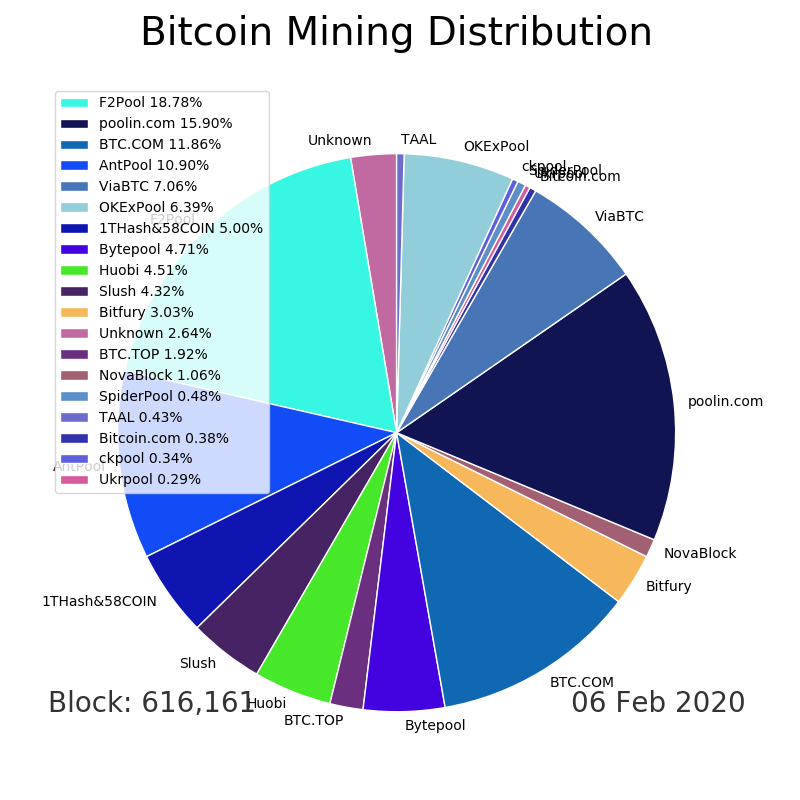 Bitcoin Mining Distribution
F2Pool 18.78%
poolin.com 15.90%
BTC.COM 11.86%
AntPool 10.90%
ViaBTC 7.06%
OKExPool 6.39%
1THash&58COIN 5.00%
Bytepool 4.71%
Huobi 4.51%
Slush 4.32%
Bitfury 3.03%
Unknown 2.64%
BTC.TOP 1.92%
NovaBlock 1.06%
SpiderPool 0.48%
TAAL 0.43%
Bitcoin.com 0.38%
ckpool 0.34%
Ukrpool 0.29%
Unknown
TAAL
OKExPool
ckpool
SpiderPool
Ukrpool
Bitcoin.com
ViaBTC
poolin.com
NovaBlock
Bitfury
BTC.COM
Bytepool
BTC.TOP
Huobi
Slush
1THash&58COIN
AntPool
F2Pool
Block: 616,161
06 Feb 2020